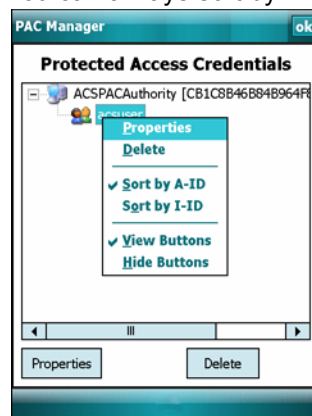 PAC Manager ok
Protected Access Credentials
ACSPACAuthority [CB1C8B46B84B964F
acsuser
Properties
Delete
Sort by A-ID
Sort by I-ID
View Buttons
Hide Buttons
Properties Delete